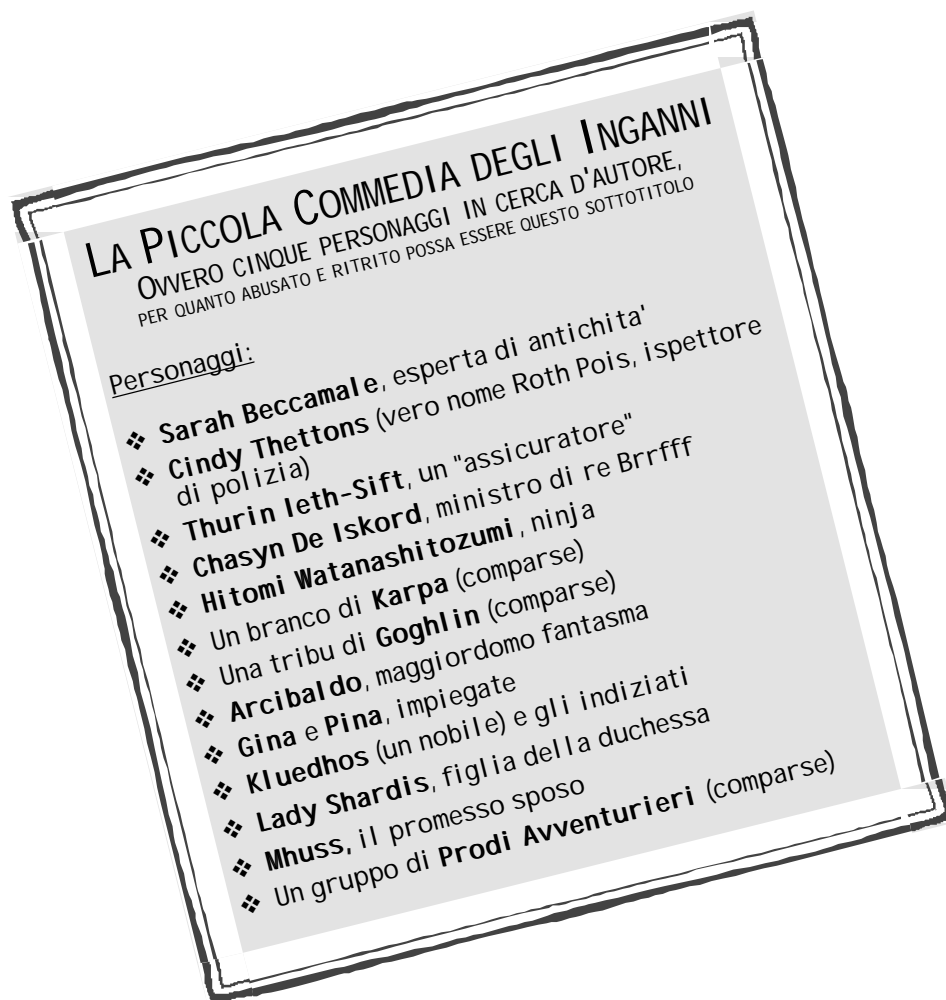 LA PICCOLA COMMEDIA DEGLI INGANNI
OVVERO CINQUE PERSONAGGI IN CERCA D'AUTORE,
PER QUANTO ABUSATO E RITRITO POSSA ESSERE QUESTO SOTTOTITOLO
Personaggi:
❖ Sarah Beccamale, esperta di antichita'
❖ Cindy Thettons (vero nome Roth Pois, ispettore
di polizia)
❖ Thurin Ieth-Sift, un "assicuratore"
❖ Chasyn De Iskord, ministro di re Brrfff
❖ Hitomi Watanashitozumi, ninja
❖ Un branco di Karpa (comparse)
❖ Una tribu di Goghlin (comparse)
❖ Arcibaldo, maggiordomo fantasma
❖ Gina e Pina, impiegate
❖ Kluedhos (un nobile) e gli indiziati
❖ Lady Shardis, figlia della duchessa
❖ Mhuss, il promesso sposo
❖ Un gruppo di Prodi Avventurieri (comparse)